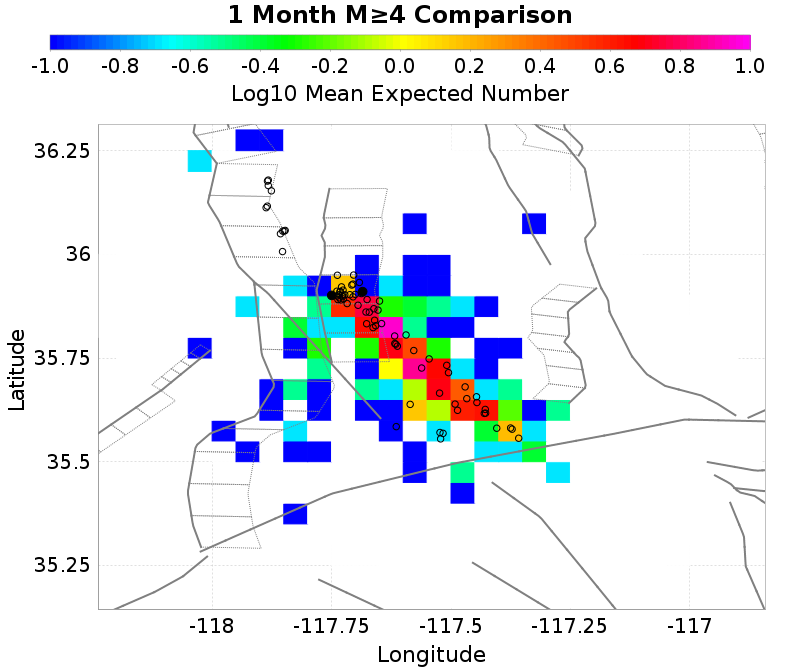 1 Month M≥4 Comparison
-1.0 -0.8 -0.6 -0.4 -0.2 0.0 0.2 0.4 0.6 0.8 1.0
Log10 Mean Expected Number
36.25
36
35.75
35.5
35.25
Latitude
-118 -117.75 -117.5 -117.25 -117
Longitude